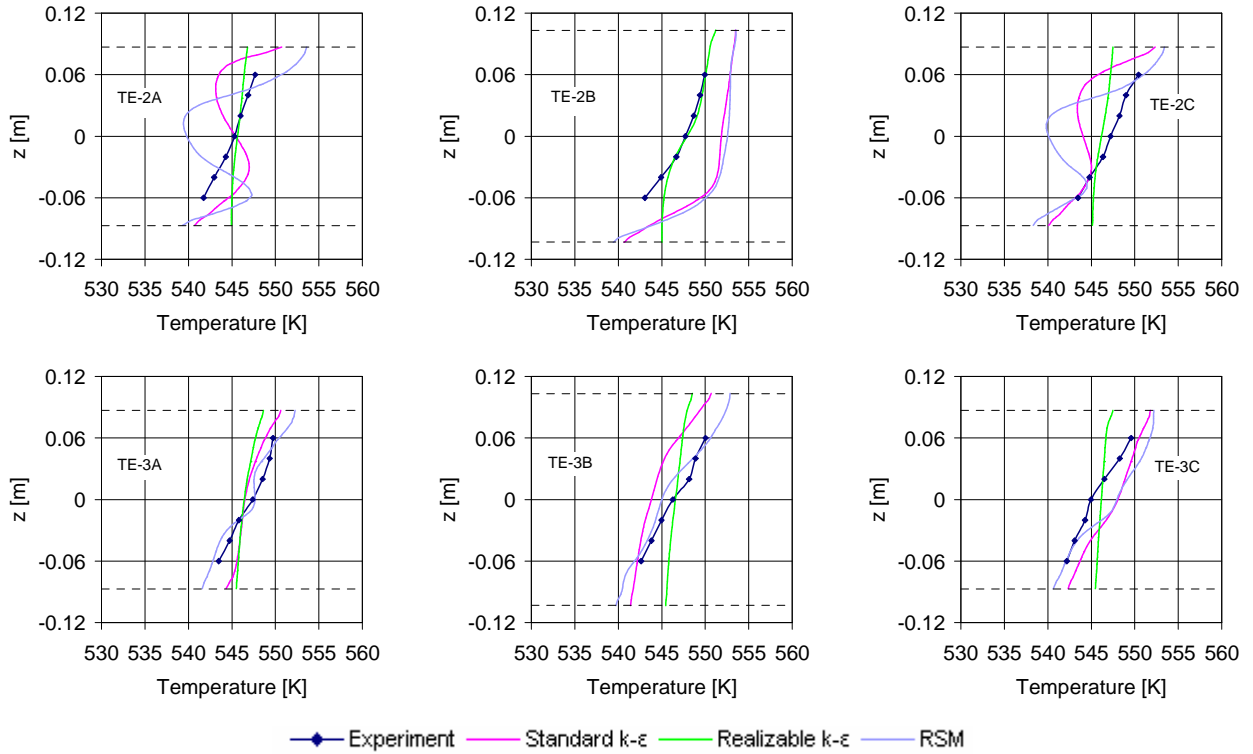 0.12
0.06
0
-0.06
-0.12
z [m]
TE-2A
530 535 540 545 550 555 560
Temperature [K]
0.12
0.06
0
-0.06
-0.12
z [m]
TE-2B
530 535 540 545 550 555 560
Temperature [K]
0.12
0.06
0
-0.06
-0.12
z [m]
TE-2C
530 535 540 545 550 555 560
Temperature [K]
0.12
0.06
0
-0.06
-0.12
z [m]
TE-3A
530 535 540 545 550 555 560
Temperature [K]
0.12
0.06
0
-0.06
-0.12
z [m]
TE-3B
530 535 540 545 550 555 560
Temperature [K]
0.12
0.06
0
-0.06
-0.12
z [m]
TE-3C
530 535 540 545 550 555 560
Temperature [K]
Experiment Standard k-ε Realizable k-ε RSM